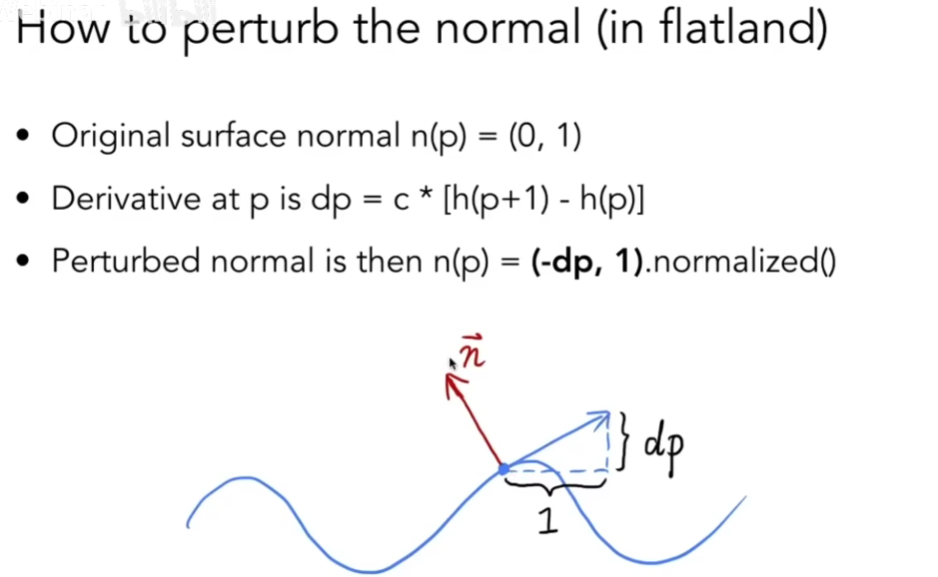 How to perturb the normal (in flatland)
• Original surface normal n(p) = (0, 1)
• Derivative at p is dp = c * [h(p+1) - h(p)]
• Perturbed normal is then n(p) = (-dp, 1).normalized()
n⃗
} dp
1